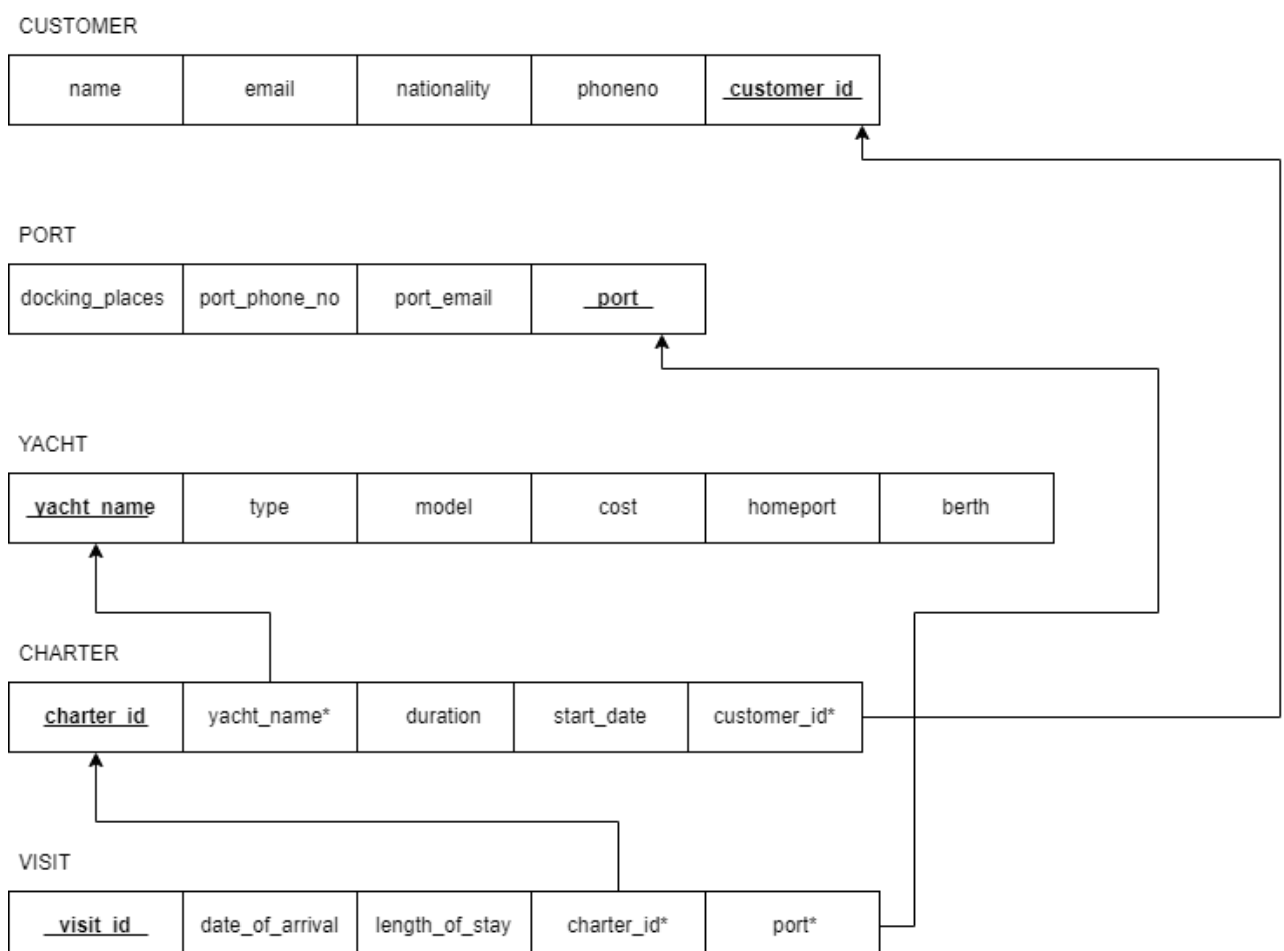 CUSTOMER
name email nationality phoneno customer_id
PORT
docking_places port_phone_no port_email port
YACHT
yacht_name type model cost homeport berth
CHARTER
charter_id yacht_name* duration start_date customer_id*
VISIT
visit_id date_of_arrival length_of_stay charter_id* port*